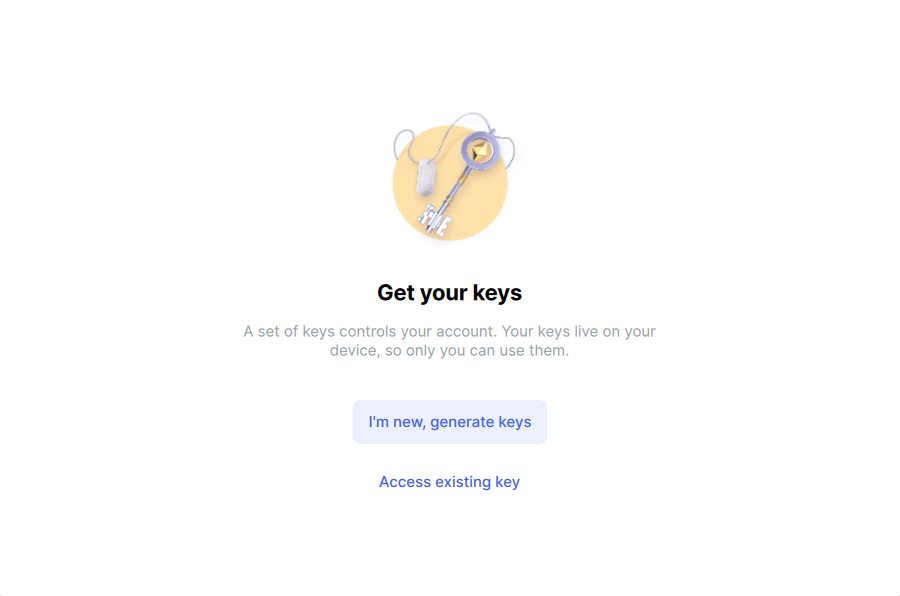 Get your keys
A set of keys controls your account. Your keys live on your
device, so only you can use them.
I'm new, generate keys
Access existing key